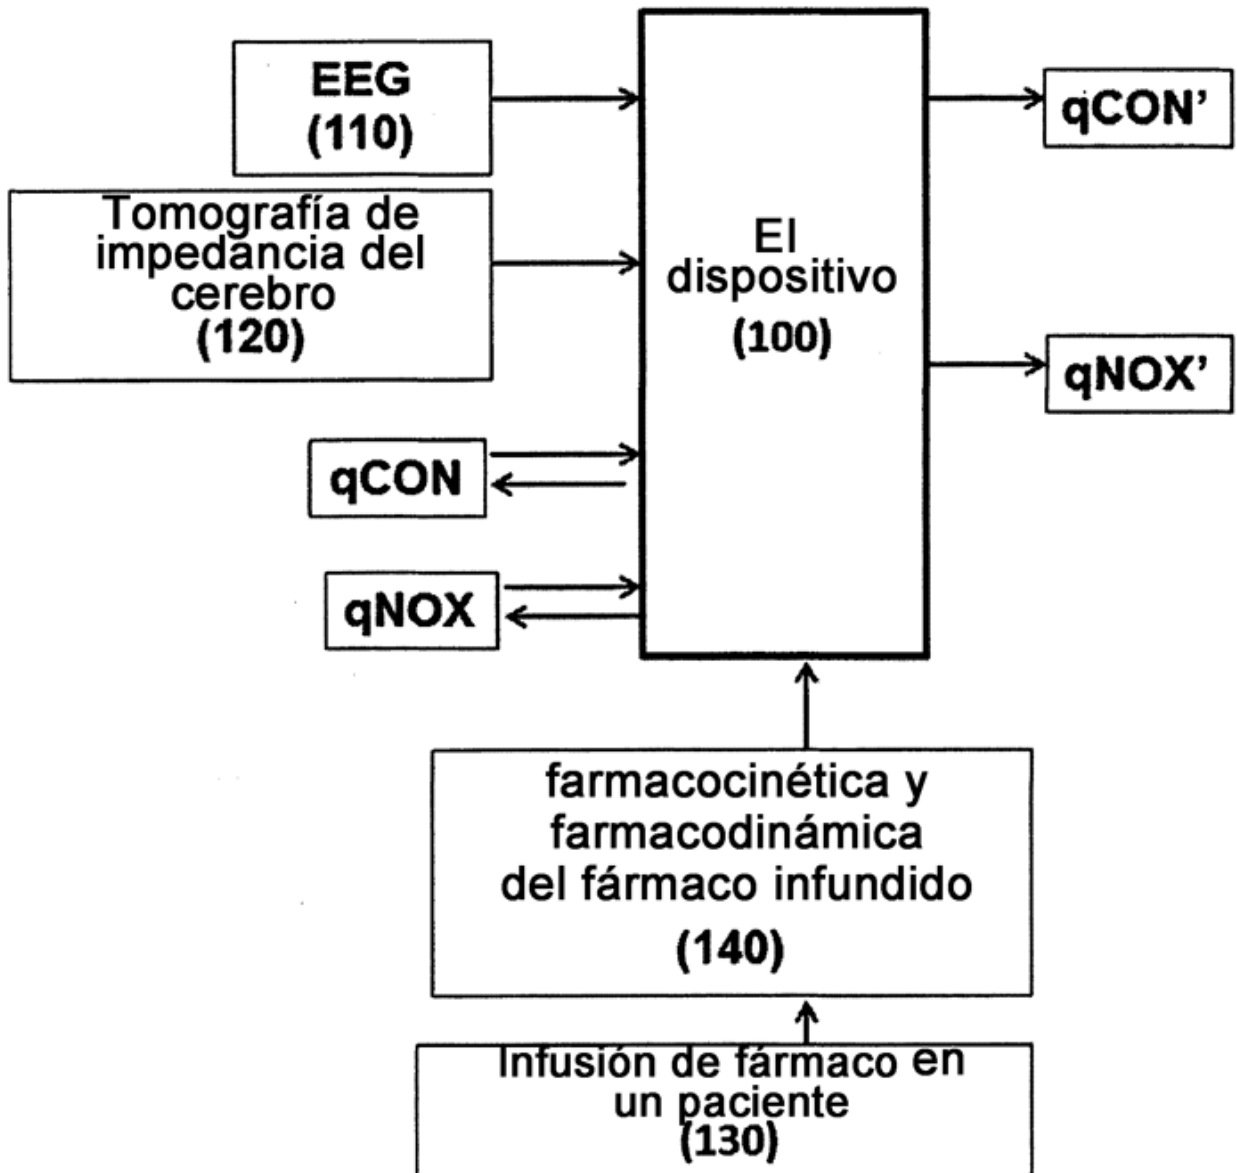 EEG
(110)
Tomografía de
impedancia del
cerebro
(120)
qCON
qNOX
El
dispositivo
(100)
qCON’
qNOX’
farmacocinética y
farmacodinámica
del fármaco infundido
(140)
Infusión de fármaco en
un paciente
(130)